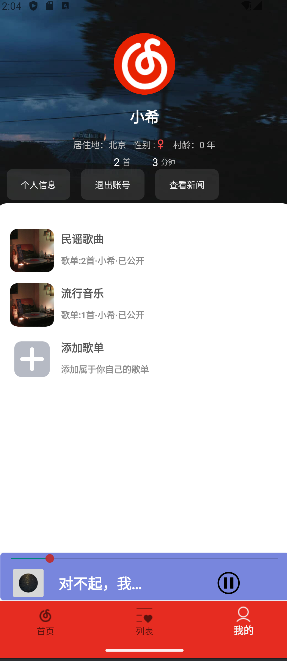 2:04
小希
居住地：北京 性别：♀ 村龄：0 年
2 首 3 分钟
个人信息 退出账号 查看新闻
民谣歌曲
歌单:2首·小希·已公开
流行音乐
歌单:1首·小希·已公开
添加歌单
添加属于你自己的歌单
对不起，我...
首页 列表 我的